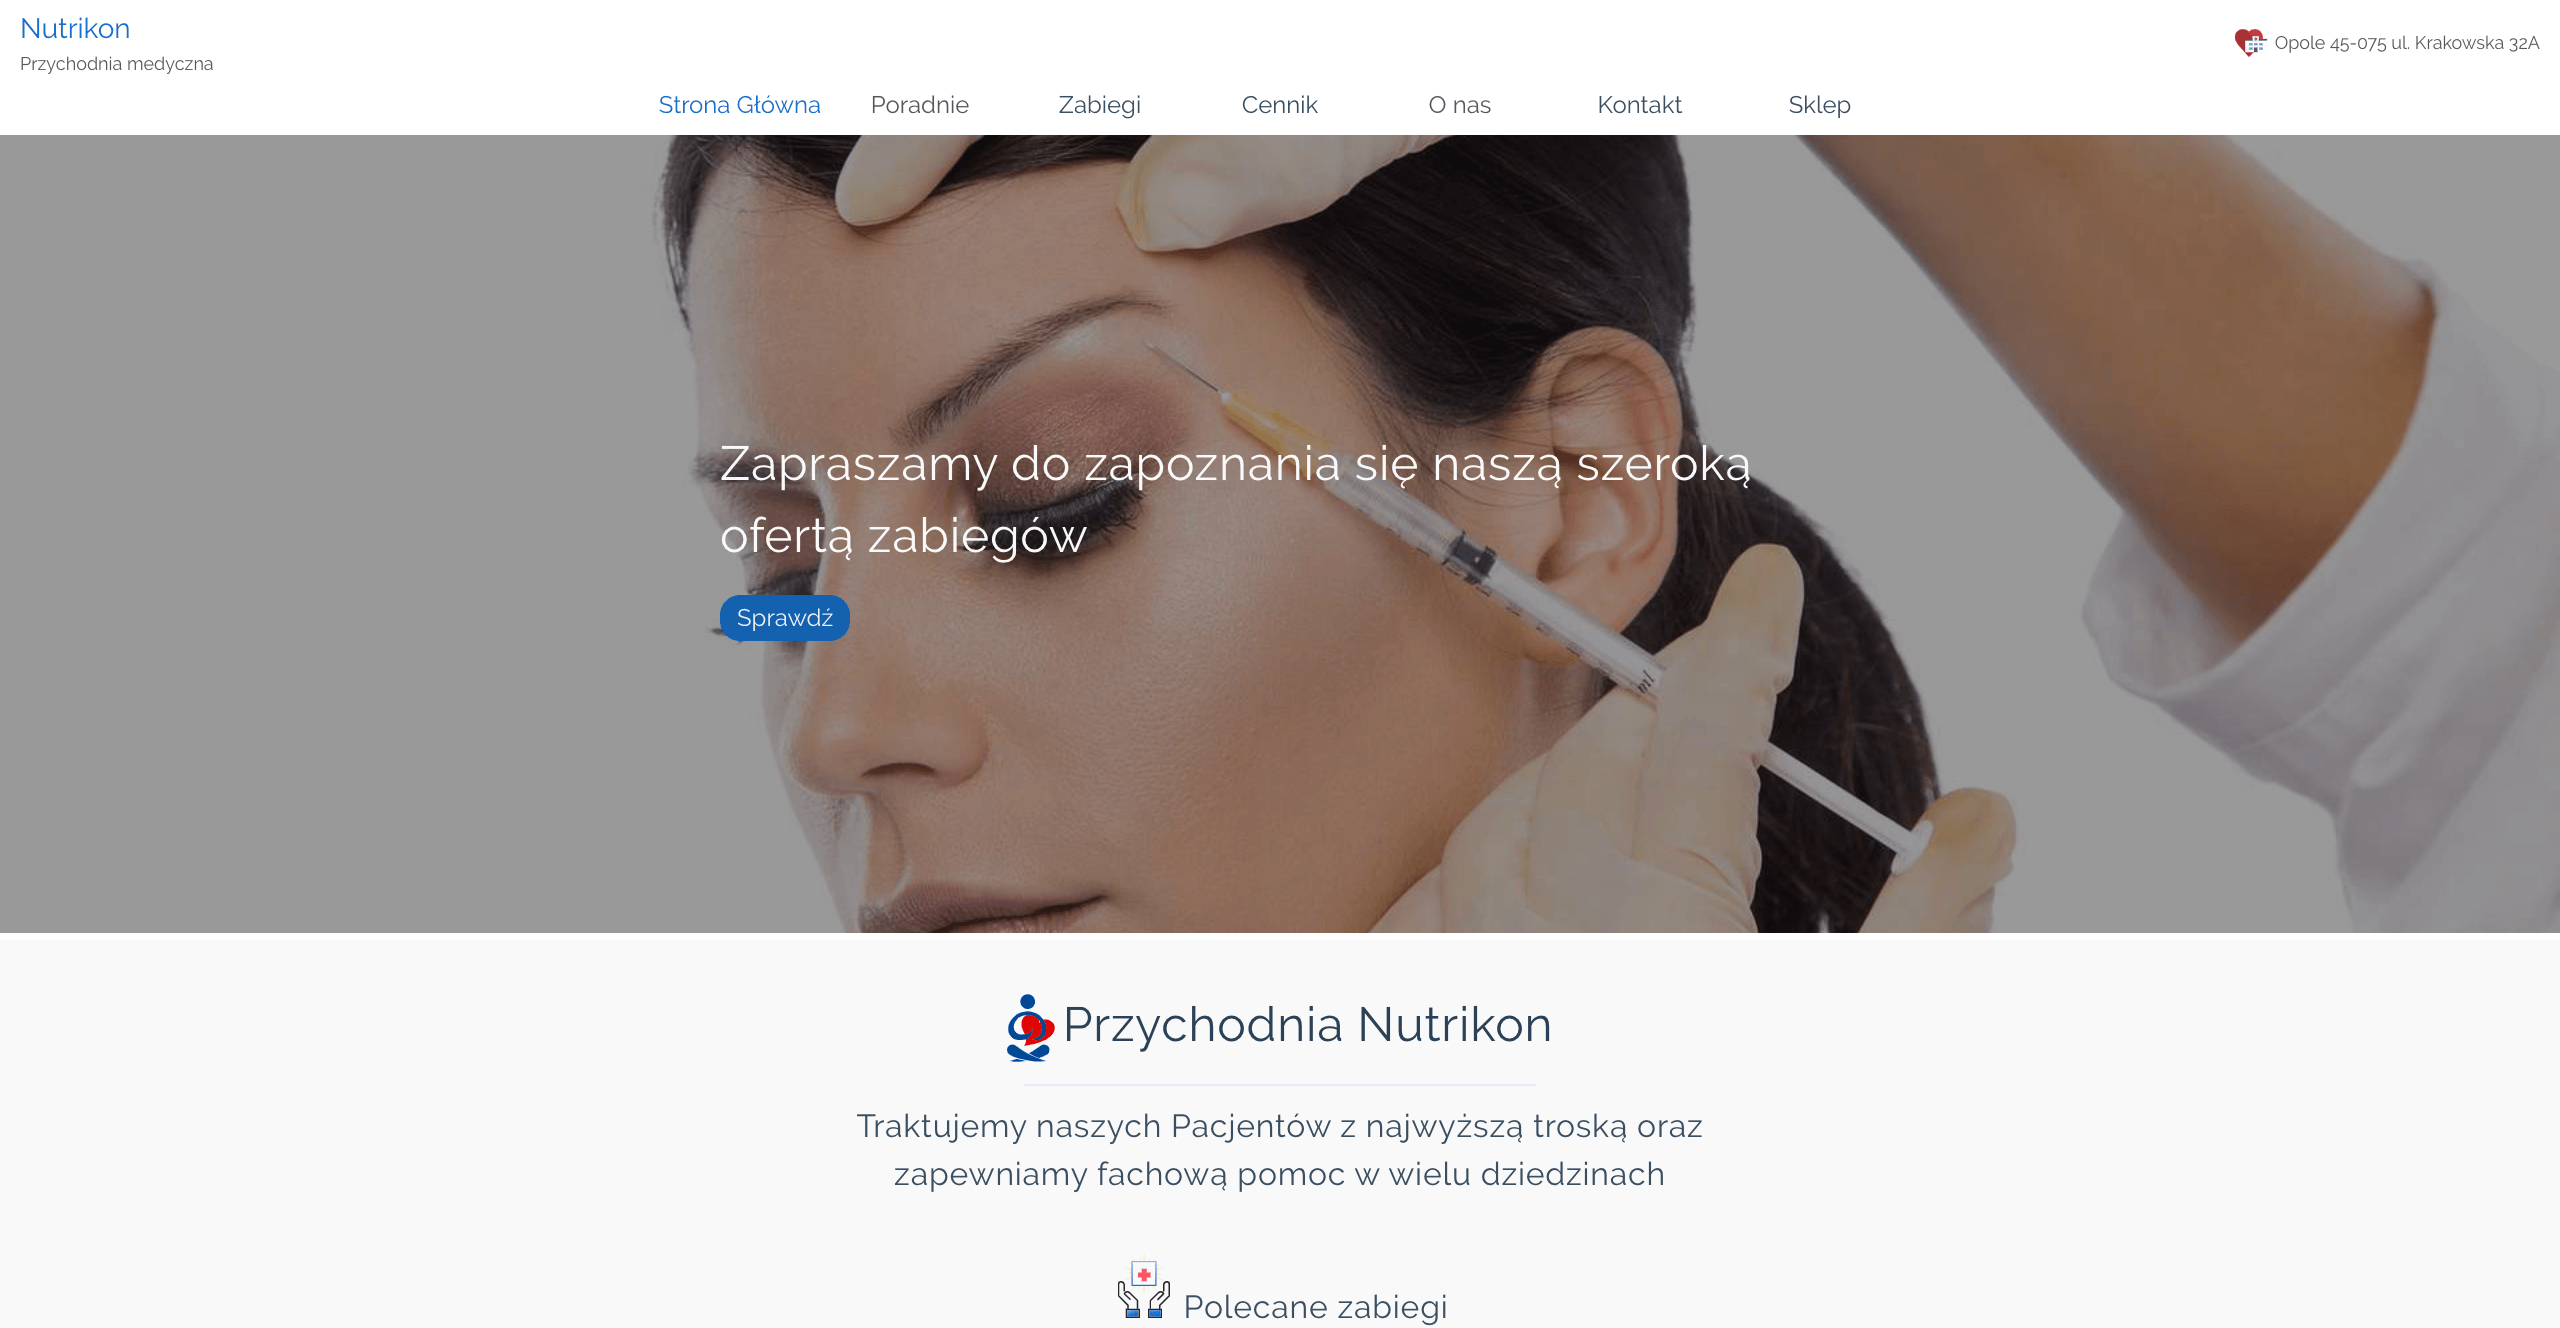 Nutrikon
Przychodnia medyczna
Opole 45-075 ul. Krakowska 32A
Strona Główna Poradnie Zabiegi Cennik O nas Kontakt Sklep
Zapraszamy do zapoznania się naszą szeroką
ofertą zabiegów
Sprawdź
ml
Przychodnia Nutrikon
Traktujemy naszych Pacjentów z najwyższą troską oraz
zapewniamy fachową pomoc w wielu dziedzinach
Polecane zabiegi